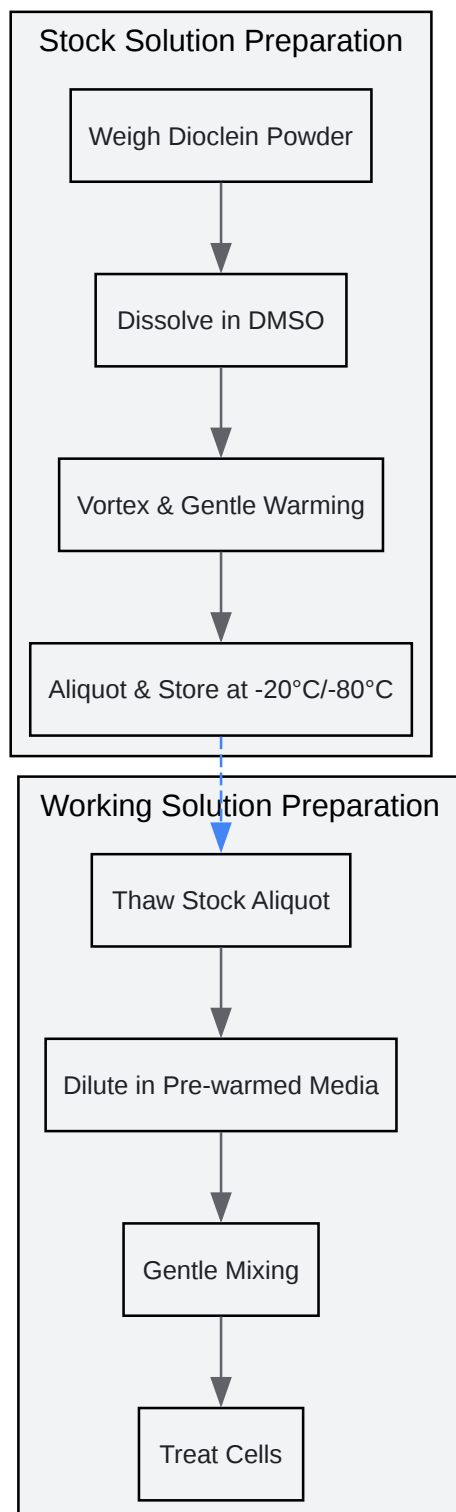 Stock Solution Preparation
Weigh Dioclein Powder
Dissolve in DMSO
Vortex & Gentle Warming
Aliquot & Store at -20°C/-80°C
Working Solution Preparation
Thaw Stock Aliquot
Dilute in Pre-warmed Media
Gentle Mixing
Treat Cells